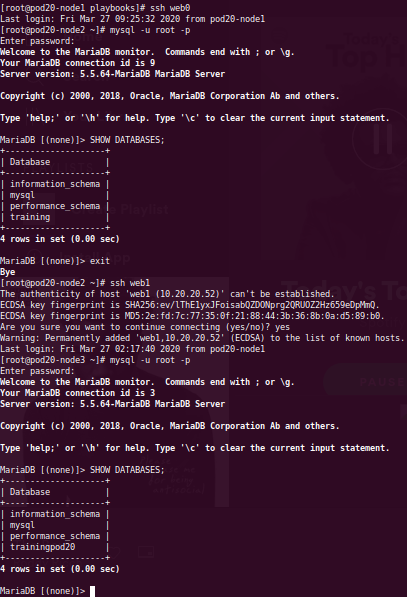 [root@pod20-node1 playbooks]# ssh web0
Last login: Fri Mar 27 09:25:32 2020 from pod20-node1
[root@pod20-node2 ~]# mysql -u root -p
Enter password:
Welcome to the MariaDB monitor.  Commands end with ; or \g.
Your MariaDB connection id is 9
Server version: 5.5.64-MariaDB MariaDB Server

Copyright (c) 2000, 2018, Oracle, MariaDB Corporation Ab and others.

Type 'help;' or '\h' for help. Type '\c' to clear the current input statement.

MariaDB [(none)]> SHOW DATABASES;
+--------------------+
| Database           |
+--------------------+
| information_schema |
| mysql              |
| performance_schema |
| training           |
+--------------------+
4 rows in set (0.00 sec)

MariaDB [(none)]> exit
Bye
[root@pod20-node2 ~]# ssh web1
The authenticity of host 'web1 (10.20.20.52)' can't be established.
ECDSA key fingerprint is SHA256:ev/lThE1yxJFoisabQZDONprg2QRUOZ2Hz659eDpMmQ.
ECDSA key fingerprint is MD5:2e:fd:7c:77:35:0f:21:88:44:3b:36:8b:0a:d5:89:b0.
Are you sure you want to continue connecting (yes/no)? yes
Warning: Permanently added 'web1,10.20.20.52' (ECDSA) to the list of known hosts.
Last login: Fri Mar 27 02:17:40 2020 from pod20-node1
[root@pod20-node3 ~]# mysql -u root -p
Enter password:
Welcome to the MariaDB monitor.  Commands end with ; or \g.
Your MariaDB connection id is 3
Server version: 5.5.64-MariaDB MariaDB Server

Copyright (c) 2000, 2018, Oracle, MariaDB Corporation Ab and others.

Type 'help;' or '\h' for help. Type '\c' to clear the current input statement.

MariaDB [(none)]> SHOW DATABASES;
+--------------------+
| Database           |
+--------------------+
| information_schema |
| mysql              |
| performance_schema |
| trainingpod20      |
+--------------------+
4 rows in set (0.00 sec)

MariaDB [(none)]>